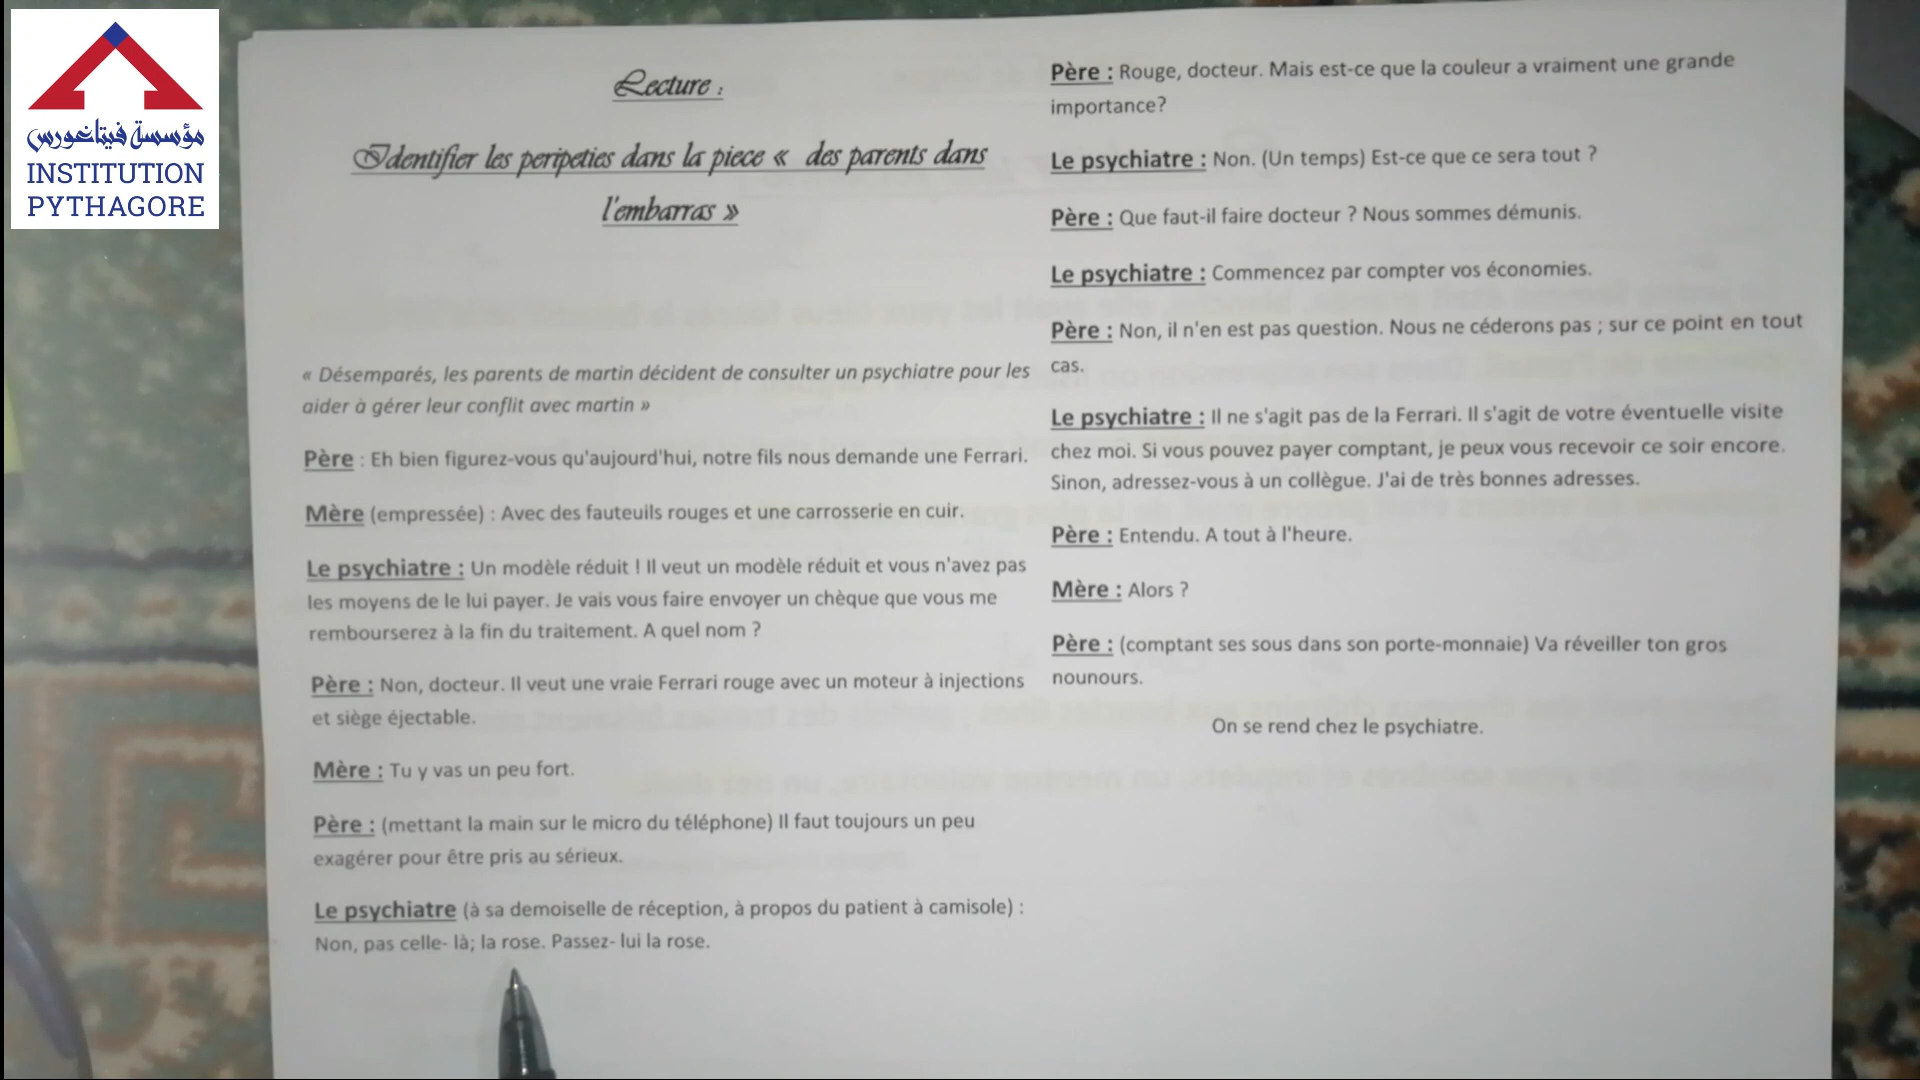 مؤسسة فيتاغورس
INSTITUTION
PYTHAGORE
Lecture :
Identifier les peripeties dans la piece « des parents dans
l'embarras »
« Désemparés, les parents de martin décident de consulter un psychiatre pour les
aider à gérer leur conflit avec martin »
Père : Eh bien figurez-vous qu'aujourd'hui, notre fils nous demande une Ferrari.
Mère (empressée) : Avec des fauteuils rouges et une carrosserie en cuir.
Le psychiatre : Un modèle réduit ! Il veut un modèle réduit et vous n'avez pas
les moyens de le lui payer. Je vais vous faire envoyer un chèque que vous me
rembourserez à la fin du traitement. A quel nom ?
Père : Non, docteur. Il veut une vraie Ferrari rouge avec un moteur à injections
et siège éjectable.
Mère : Tu y vas un peu fort.
Père : (mettant la main sur le micro du téléphone) Il faut toujours un peu
exagérer pour être pris au sérieux.
Le psychiatre (à sa demoiselle de réception, à propos du patient à camisole) :
Non, pas celle- là; la rose. Passez- lui la rose.
Père : Rouge, docteur. Mais est-ce que la couleur a vraiment une grande
importance?
Le psychiatre : Non. (Un temps) Est-ce que ce sera tout ?
Père : Que faut-il faire docteur ? Nous sommes démunis.
Le psychiatre : Commencez par compter vos économies.
Père : Non, il n'en est pas question. Nous ne céderons pas ; sur ce point en tout
cas.
Le psychiatre : Il ne s'agit pas de la Ferrari. Il s'agit de votre éventuelle visite
chez moi. Si vous pouvez payer comptant, je peux vous recevoir ce soir encore.
Sinon, adressez-vous à un collègue. J'ai de très bonnes adresses.
Père : Entendu. A tout à l'heure.
Mère : Alors ?
Père : (comptant ses sous dans son porte-monnaie) Va réveiller ton gros
nounours.
On se rend chez le psychiatre.